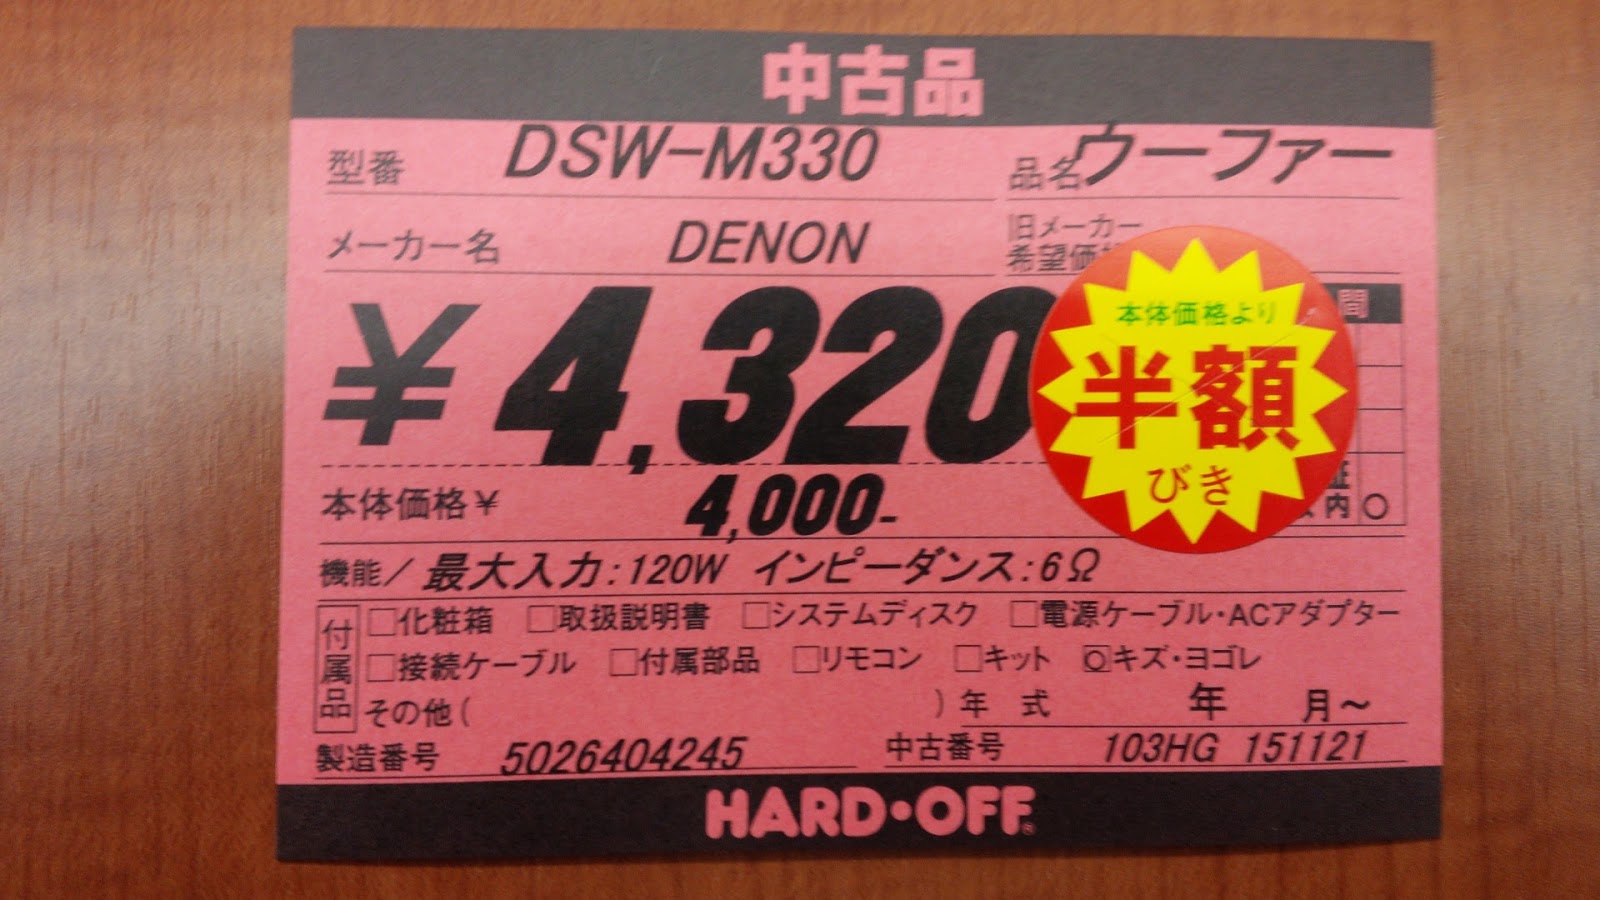 中古品
型番 DSW-M330 品名 ウーファー
メーカー名 DENON 旧メーカー
希望価格
¥4,320
間
本体価格より
半額
びき
本体価格¥ 4,000-
証
内 ○
機能／ 最大入力:120W インピーダンス:6Ω
付属品
□化粧箱 □取扱説明書 □システムディスク □電源ケーブル・ACアダプター
□接続ケーブル □付属部品 □リモコン □キット ☐○キズ・ヨゴレ
その他( ) 年 式 年 月～
製造番号 5026404245 中古番号 103HG 151121
HARD・OFF®